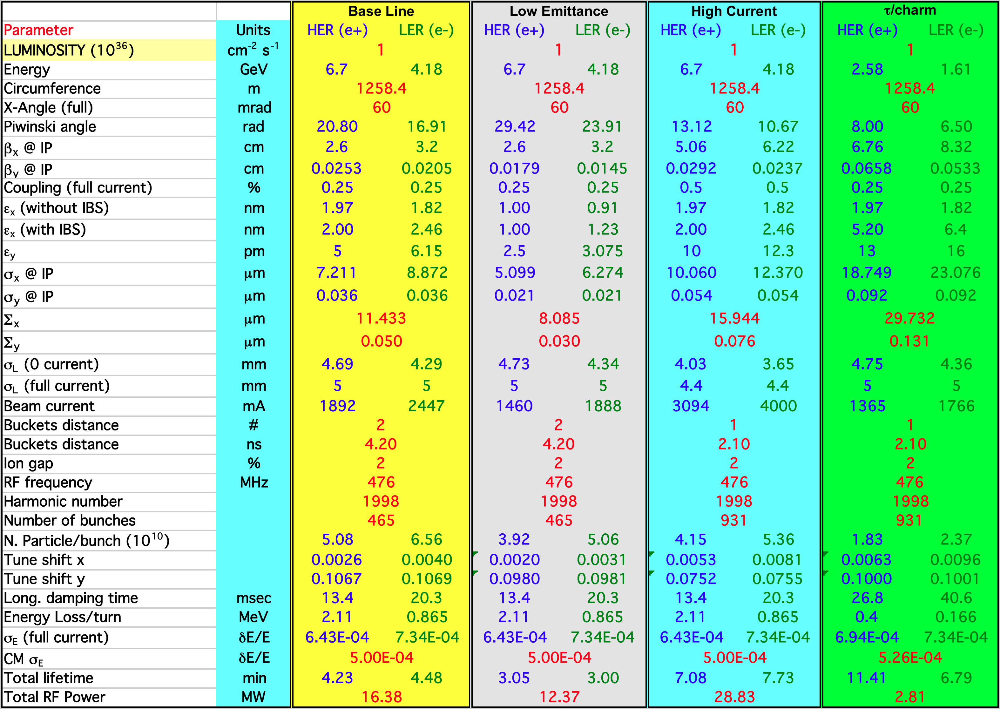 Base Line Low Emittance High Current τ/charm
Parameter Units HER (e+) LER (e-) HER (e+) LER (e-) HER (e+) LER (e-) HER (e+) LER (e-)
LUMINOSITY (10³⁶) cm⁻² s⁻¹ 1 1 1 1
Energy GeV 6.7 4.18 6.7 4.18 6.7 4.18 2.58 1.61
Circumference m 1258.4 1258.4 1258.4 1258.4
X-Angle (full) mrad 60 60 60 60
Piwinski angle rad 20.80 16.91 29.42 23.91 13.12 10.67 8.00 6.50
βx @ IP cm 2.6 3.2 2.6 3.2 5.06 6.22 6.76 8.32
βy @ IP cm 0.0253 0.0205 0.0179 0.0145 0.0292 0.0237 0.0658 0.0533
Coupling (full current) % 0.25 0.25 0.25 0.25 0.5 0.5 0.25 0.25
εx (without IBS) nm 1.97 1.82 1.00 0.91 1.97 1.82 1.97 1.82
εx (with IBS) nm 2.00 2.46 1.00 1.23 2.00 2.46 5.20 6.4
εy pm 5 6.15 2.5 3.075 10 12.3 13 16
σx @ IP μm 7.211 8.872 5.099 6.274 10.060 12.370 18.749 23.076
σy @ IP μm 0.036 0.036 0.021 0.021 0.054 0.054 0.092 0.092
Σx μm 11.433 8.085 15.944 29.732
Σy μm 0.050 0.030 0.076 0.131
σL (0 current) mm 4.69 4.29 4.73 4.34 4.03 3.65 4.75 4.36
σL (full current) mm 5 5 5 5 4.4 4.4 5 5
Beam current mA 1892 2447 1460 1888 3094 4000 1365 1766
Buckets distance # 2 2 1 1
Buckets distance ns 4.20 4.20 2.10 2.10
Ion gap % 2 2 2 2
RF frequency MHz 476 476 476 476
Harmonic number 1998 1998 1998 1998
Number of bunches 465 465 931 931
N. Particle/bunch (10¹⁰) 5.08 6.56 3.92 5.06 4.15 5.36 1.83 2.37
Tune shift x 0.0026 0.0040 0.0020 0.0031 0.0053 0.0081 0.0063 0.0096
Tune shift y 0.1067 0.1069 0.0980 0.0981 0.0752 0.0755 0.1000 0.1001
Long. damping time msec 13.4 20.3 13.4 20.3 13.4 20.3 26.8 40.6
Energy Loss/turn MeV 2.11 0.865 2.11 0.865 2.11 0.865 0.4 0.166
σE (full current) δE/E 6.43E-04 7.34E-04 6.43E-04 7.34E-04 6.43E-04 7.34E-04 6.94E-04 7.34E-04
CM σE δE/E 5.00E-04 5.00E-04 5.00E-04 5.26E-04
Total lifetime min 4.23 4.48 3.05 3.00 7.08 7.73 11.41 6.79
Total RF Power MW 16.38 12.37 28.83 2.81